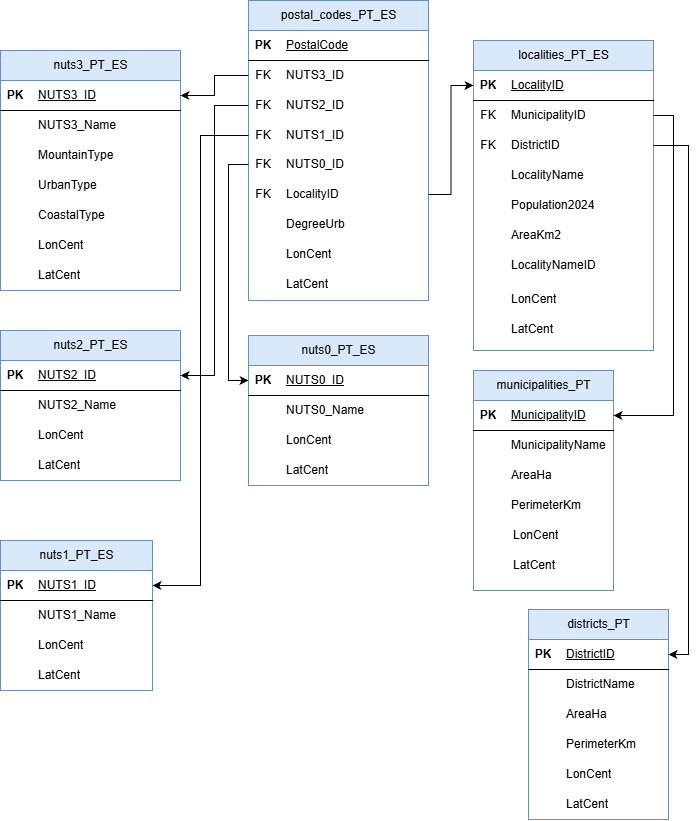 postal_codes_PT_ES
PK PostalCode
FK NUTS3_ID
FK NUTS2_ID
FK NUTS1_ID
FK NUTS0_ID
FK LocalityID
DegreeUrb
LonCent
LatCent
nuts3_PT_ES
PK NUTS3_ID
NUTS3_Name
MountainType
UrbanType
CoastalType
LonCent
LatCent
localities_PT_ES
PK LocalityID
FK MunicipalityID
FK DistrictID
LocalityName
Population2024
AreaKm2
LocalityNameID
LonCent
LatCent
nuts2_PT_ES
PK NUTS2_ID
NUTS2_Name
LonCent
LatCent
nuts0_PT_ES
PK NUTS0_ID
NUTS0_Name
LonCent
LatCent
municipalities_PT
PK MunicipalityID
MunicipalityName
AreaHa
PerimeterKm
LonCent
LatCent
nuts1_PT_ES
PK NUTS1_ID
NUTS1_Name
LonCent
LatCent
districts_PT
PK DistrictID
DistrictName
AreaHa
PerimeterKm
LonCent
LatCent